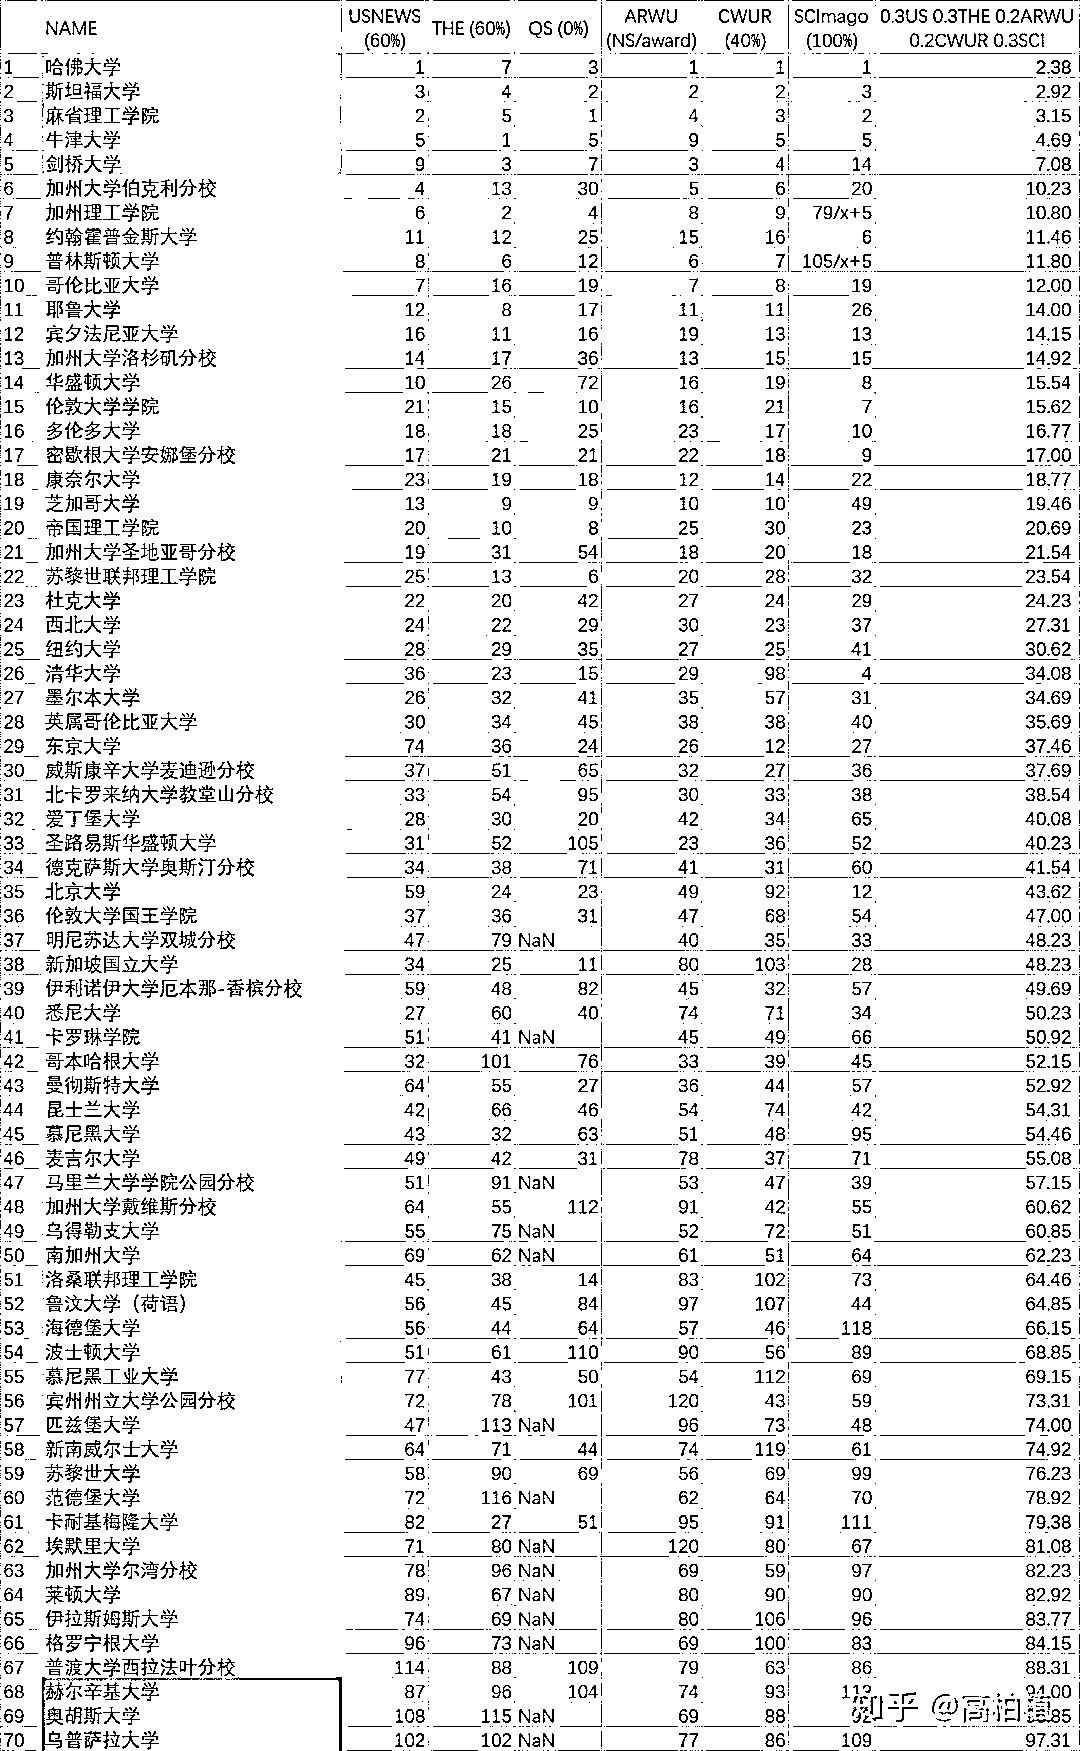 NAME USNEWS (60%) THE (60%) QS (0%) ARWU (NS/award) CWUR (40%) SCImago (100%) 0.3US 0.3THE 0.2ARWU 0.2CWUR 0.3SCI
1 哈佛大学 1 7 3 1 1 1 2.38
2 斯坦福大学 3 4 2 2 2 3 2.92
3 麻省理工学院 2 5 1 4 3 2 3.15
4 牛津大学 5 1 5 9 5 5 4.69
5 剑桥大学 9 3 7 3 4 14 7.08
6 加州大学伯克利分校 4 13 30 5 6 20 10.23
7 加州理工学院 6 2 4 8 9 79/x+5 10.80
8 约翰霍普金斯大学 11 12 25 15 16 6 11.46
9 普林斯顿大学 8 6 12 6 7 105/x+5 11.80
10 哥伦比亚大学 7 16 19 7 8 19 12.00
11 耶鲁大学 12 8 17 11 11 26 14.00
12 宾夕法尼亚大学 16 11 16 19 13 13 14.15
13 加州大学洛杉矶分校 14 17 36 13 15 15 14.92
14 华盛顿大学 10 26 72 16 19 8 15.54
15 伦敦大学学院 21 15 10 16 21 7 15.62
16 多伦多大学 18 18 25 23 17 10 16.77
17 密歇根大学安娜堡分校 17 21 21 22 18 9 17.00
18 康奈尔大学 23 19 18 12 14 22 18.77
19 芝加哥大学 13 9 9 10 10 49 19.46
20 帝国理工学院 20 10 8 25 30 23 20.69
21 加州大学圣地亚哥分校 19 31 54 18 20 18 21.54
22 苏黎世联邦理工学院 25 13 6 20 28 32 23.54
23 杜克大学 22 20 42 27 24 29 24.23
24 西北大学 24 22 29 30 23 37 27.31
25 纽约大学 28 29 35 27 25 41 30.62
26 清华大学 36 23 15 29 98 4 34.08
27 墨尔本大学 26 32 41 35 57 31 34.69
28 英属哥伦比亚大学 30 34 45 38 38 40 35.69
29 东京大学 74 36 24 26 12 27 37.46
30 威斯康辛大学麦迪逊分校 37 51 65 32 27 36 37.69
31 北卡罗来纳大学教堂山分校 33 54 95 30 33 38 38.54
32 爱丁堡大学 28 30 20 42 34 65 40.08
33 圣路易斯华盛顿大学 31 52 105 23 36 52 40.23
34 德克萨斯大学奥斯汀分校 34 38 71 41 31 60 41.54
35 北京大学 59 24 23 49 92 12 43.62
36 伦敦大学国王学院 37 36 31 47 68 54 47.00
37 明尼苏达大学双城分校 47 79 NaN 40 35 33 48.23
38 新加坡国立大学 34 25 11 80 103 28 48.23
39 伊利诺伊大学厄本那-香槟分校 59 48 82 45 32 57 49.69
40 悉尼大学 27 60 40 74 71 34 50.23
41 卡罗琳学院 51 41 NaN 45 49 66 50.92
42 哥本哈根大学 32 101 76 33 39 45 52.15
43 曼彻斯特大学 64 55 27 36 44 57 52.92
44 昆士兰大学 42 66 46 54 74 42 54.31
45 慕尼黑大学 43 32 63 51 48 95 54.46
46 麦吉尔大学 49 42 31 78 37 71 55.08
47 马里兰大学学院公园分校 51 91 NaN 53 47 39 57.15
48 加州大学戴维斯分校 64 55 112 91 42 55 60.62
49 乌得勒支大学 55 75 NaN 52 72 51 60.85
50 南加州大学 69 62 NaN 61 51 64 62.23
51 洛桑联邦理工学院 45 38 14 83 102 73 64.46
52 鲁汶大学（荷语） 56 45 84 97 107 44 64.85
53 海德堡大学 56 44 64 57 46 118 66.15
54 波士顿大学 51 61 110 90 56 89 68.85
55 慕尼黑工业大学 77 43 50 54 112 69 69.15
56 宾州州立大学公园分校 72 78 101 120 43 59 73.31
57 匹兹堡大学 47 113 NaN 96 73 48 74.00
58 新南威尔士大学 64 71 44 74 119 61 74.92
59 苏黎世大学 58 90 69 56 69 99 76.23
60 范德堡大学 72 116 NaN 62 64 70 78.92
61 卡耐基梅隆大学 82 27 51 95 91 111 79.38
62 埃默里大学 71 80 NaN 120 80 67 81.08
63 加州大学尔湾分校 78 96 NaN 69 59 97 82.23
64 莱顿大学 89 67 NaN 80 90 90 82.92
65 伊拉斯姆斯大学 74 69 NaN 80 106 96 83.77
66 格罗宁根大学 96 73 NaN 69 100 83 84.15
67 普渡大学西拉法叶分校 114 88 109 79 63 86 88.31
68 赫尔辛基大学 87 96 104 74 93 94.00
69 奥胡斯大学 108 115 NaN 69 88
70 乌普萨拉大学 102 102 NaN 77 86 109 97.31
知乎 @高柏